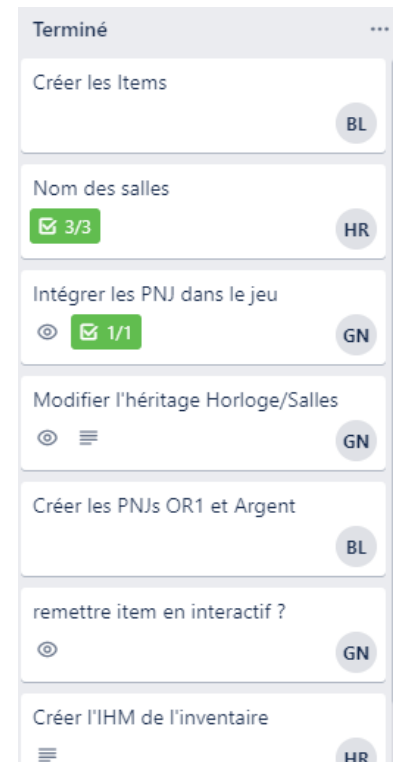 Terminé
Créer les Items
BL
Nom des salles
3/3
HR
Intégrer les PNJ dans le jeu
1/1
GN
Modifier l'héritage Horloge/Salles
GN
Créer les PNJs OR1 et Argent
BL
remettre item en interactif ?
GN
Créer l'IHM de l'inventaire
HR